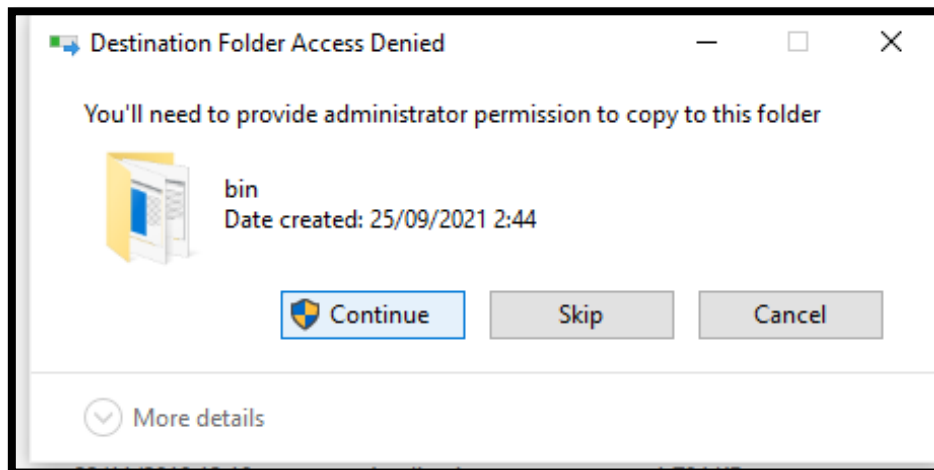 Destination Folder Access Denied
You'll need to provide administrator permission to copy to this folder
bin
Date created: 25/09/2021 2:44
Continue Skip Cancel
More details